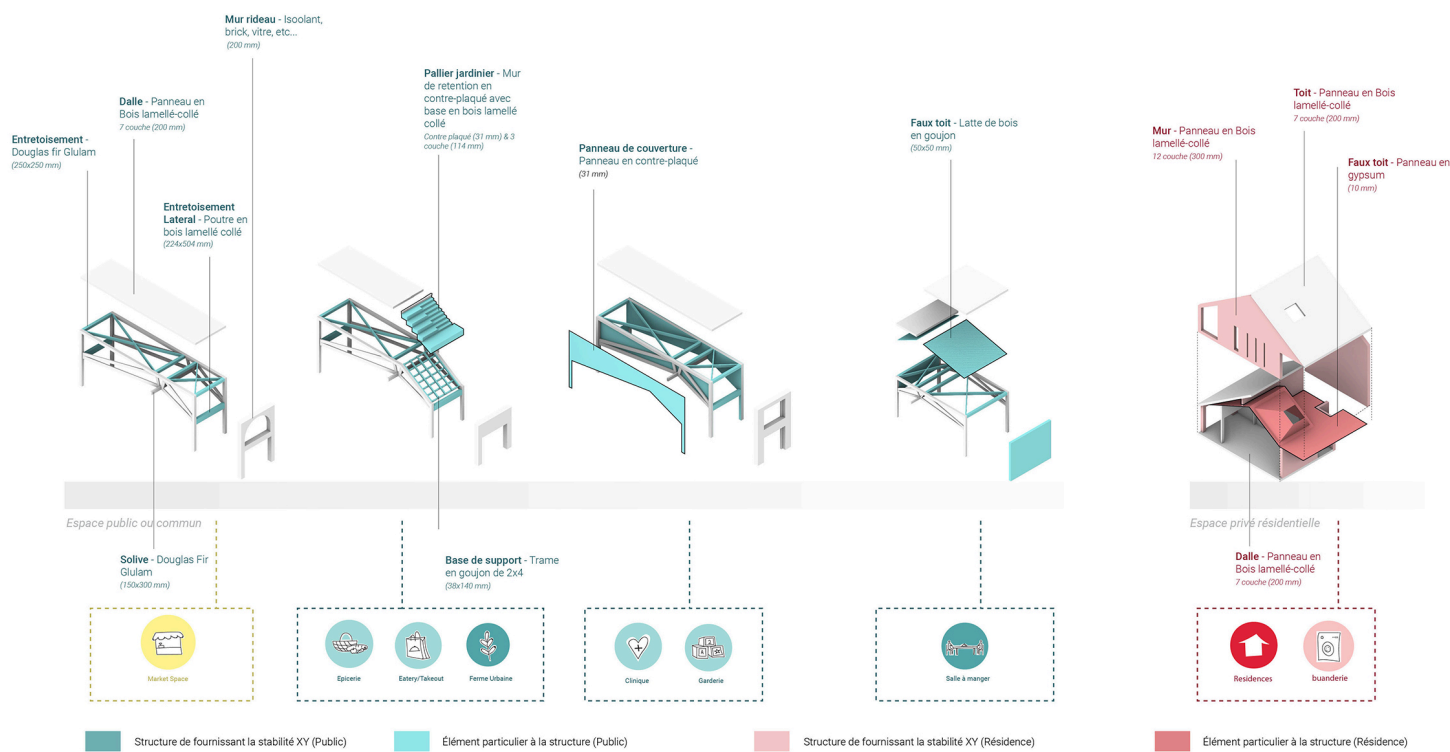 Mur rideau - Isoolant,
brick, vitre, etc...
(200 mm)
Dalle - Panneau en
Bois lamellé-collé
7 couche (200 mm)
Entretoisement -
Douglas fir Glulam
(250x250 mm)
Entretoisement
Lateral - Poutre en
bois lamellé collé
(224x504 mm)
Pallier jardinier - Mur
de retention en
contre-plaqué avec
base en bois lamellé
collé
Contre plaqué (31 mm) & 3
couche (114 mm)
Panneau de couverture -
Panneau en contre-plaqué
(31 mm)
Faux toit - Latte de bois
en goujon
(50x50 mm)
Toit - Panneau en Bois
lamellé-collé
7 couche (200 mm)
Mur - Panneau en Bois
lamellé-collé
12 couche (300 mm)
Faux toit - Panneau en
gypsum
(10 mm)
Espace public ou commun
Espace privé résidentielle
Solive - Douglas Fir
Glulam
(150x300 mm)
Base de support - Trame
en goujon de 2x4
(38x140 mm)
Dalle - Panneau en
Bois lamellé-collé
7 couche (200 mm)
Market Space
Epicerie
Eatery/Takeout
Ferme Urbaine
Clinique
Garderie
Salle à manger
Residences
buanderie
Structure de fournissant la stabilité XY (Public)
Élément particulier à la structure (Public)
Structure de fournissant la stabilité XY (Résidence)
Élément particulier à la structure (Résidence)